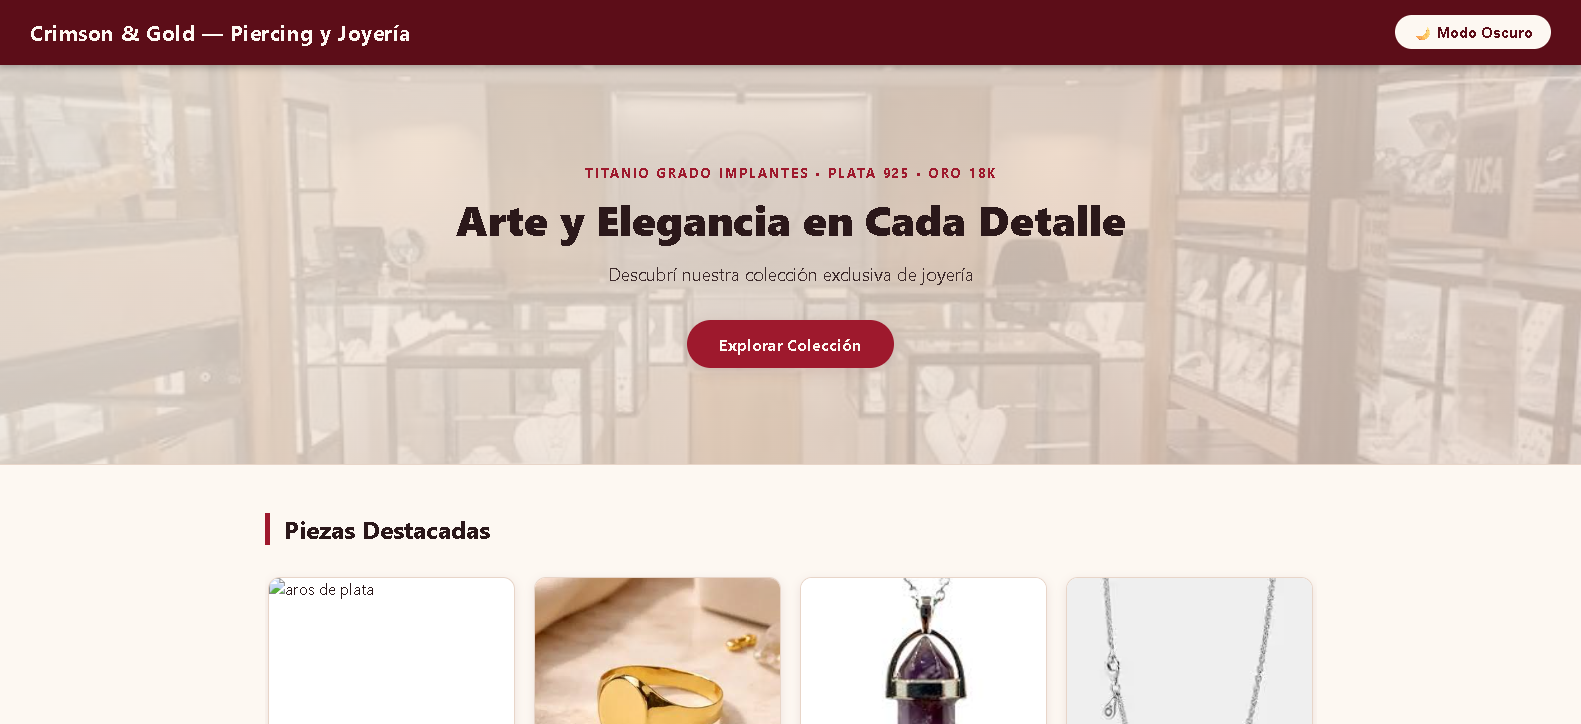 Crimson & Gold — Piercing y Joyería
🌙 Modo Oscuro
TITANIO GRADO IMPLANTES • PLATA 925 • ORO 18K
Arte y Elegancia en Cada Detalle
Descubrí nuestra colección exclusiva de joyería
Explorar Colección
VISA
Piezas Destacadas
aros de plata